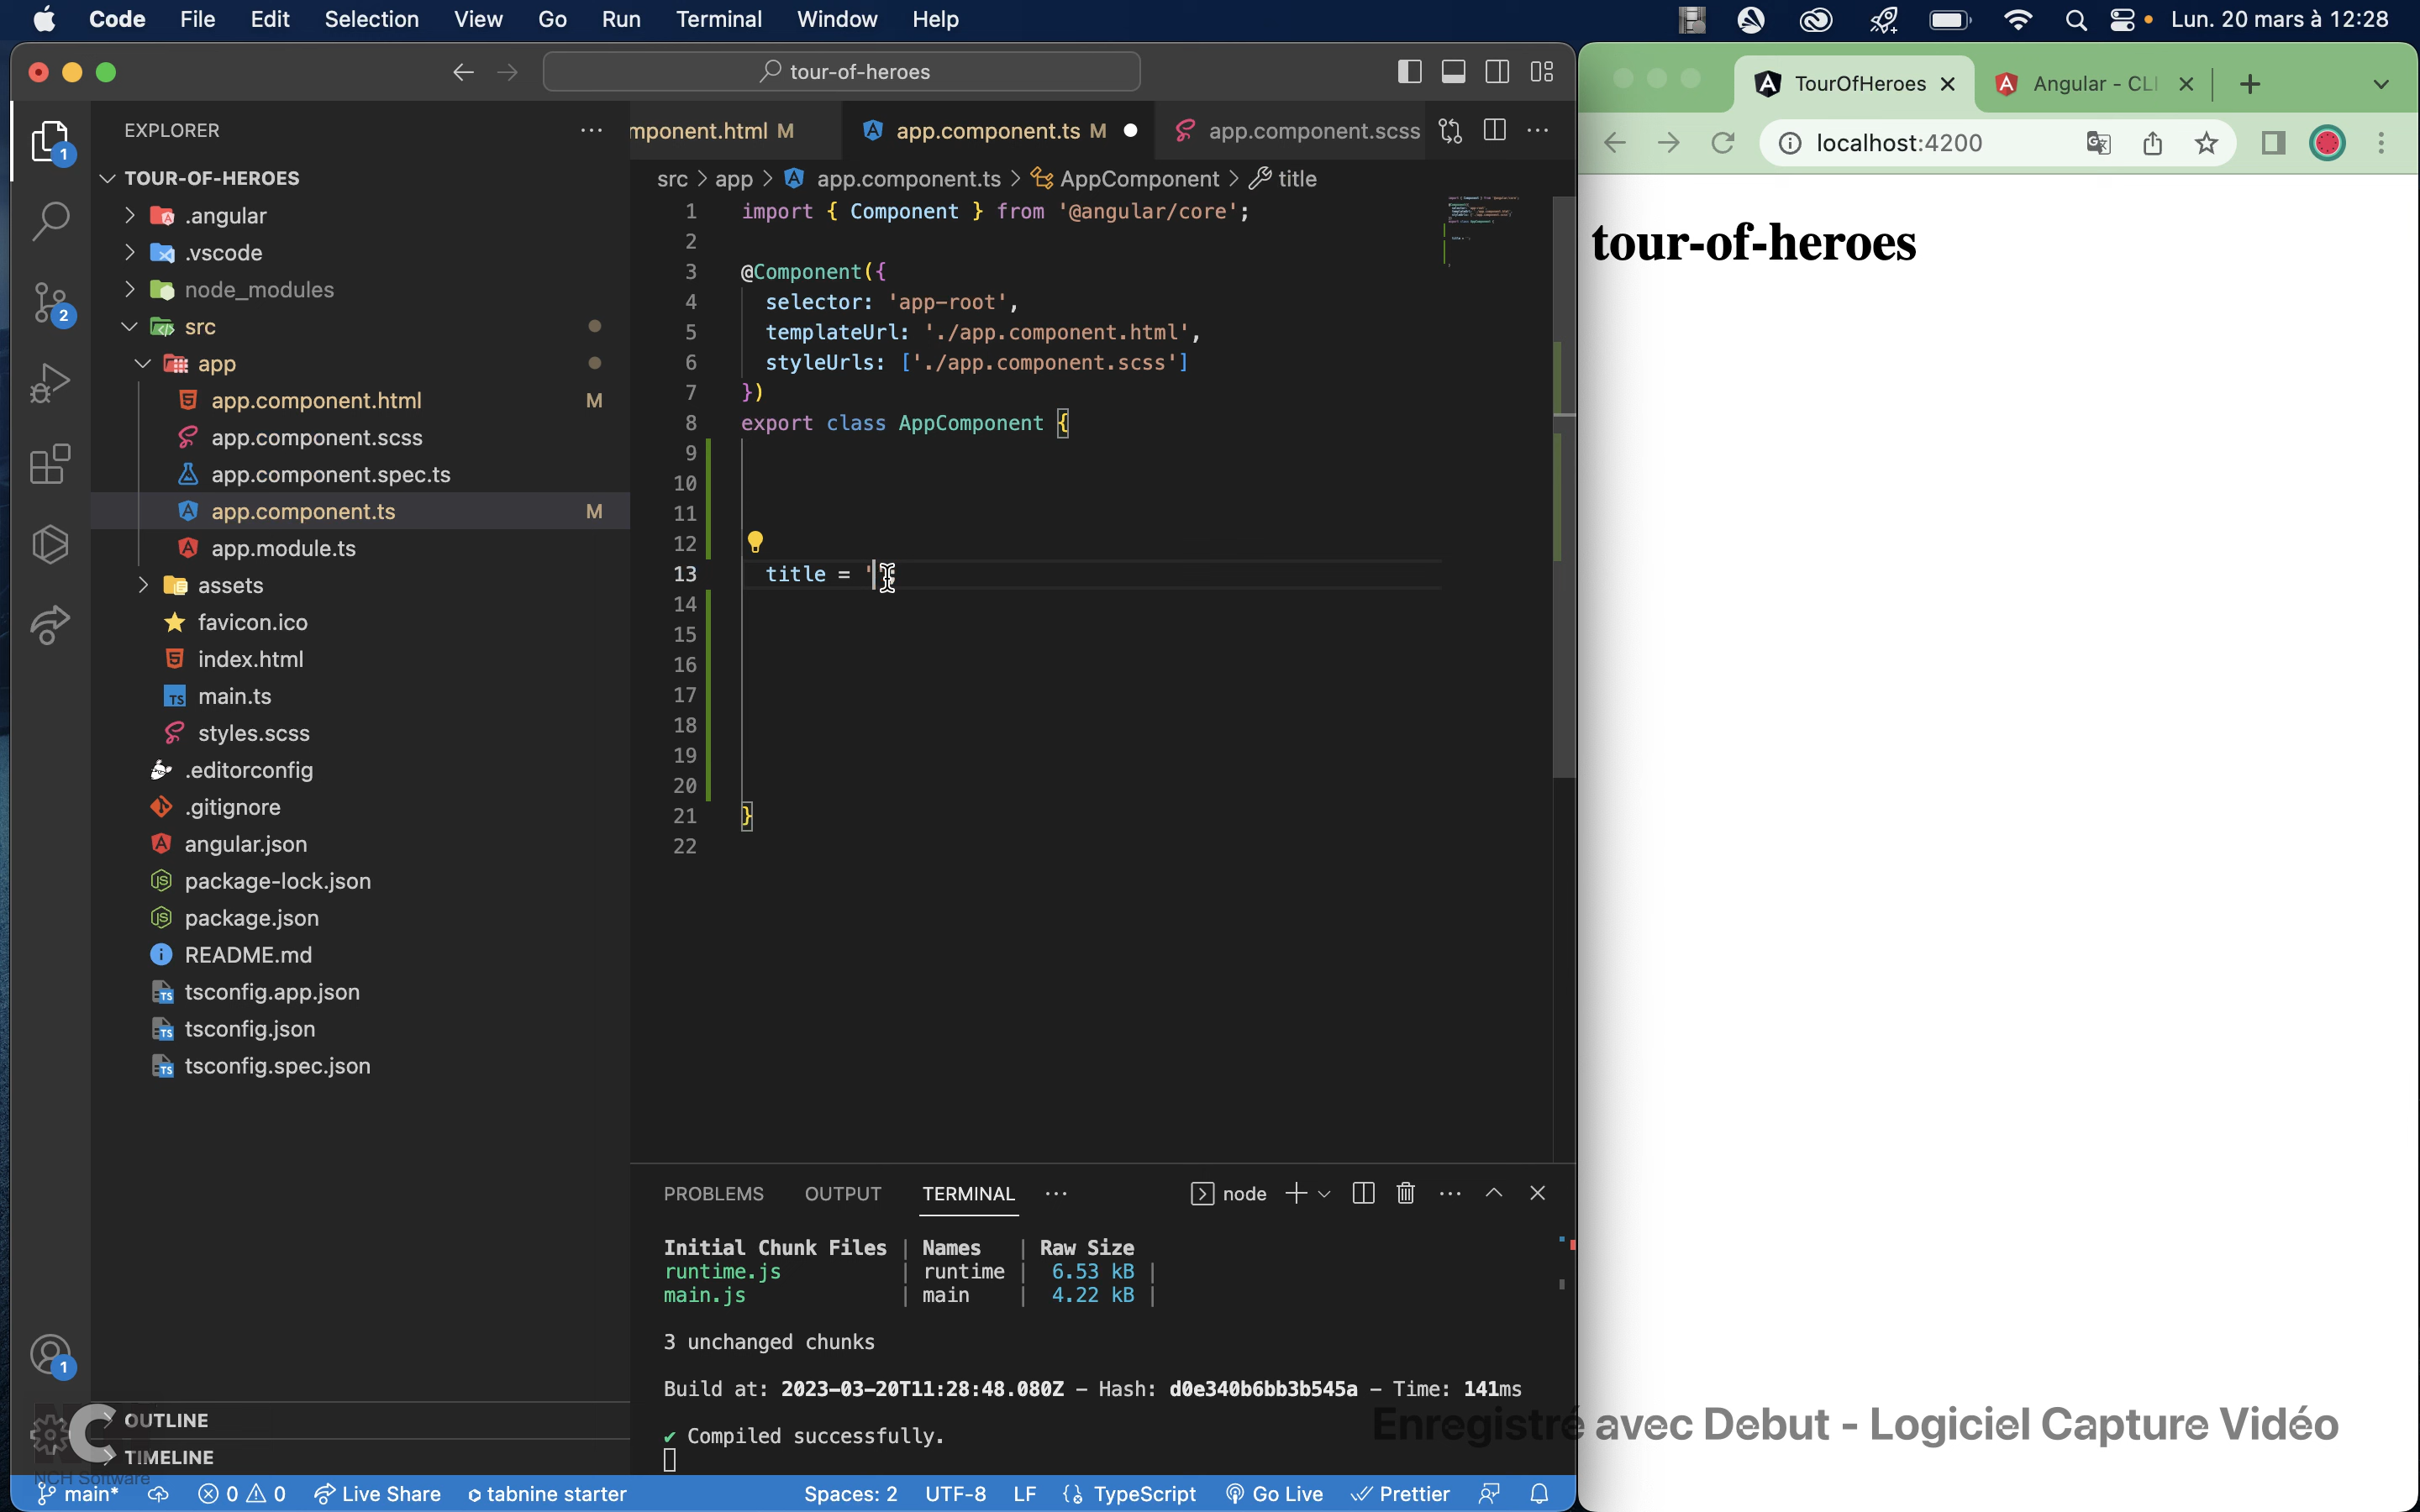 Code File Edit Selection View Go Run Terminal Window Help
Lun. 20 mars à 12:28
tour-of-heroes
TourOfHeroes
Angular - CLI
localhost:4200
tour-of-heroes
EXPLORER
TOUR-OF-HEROES
.angular
.vscode
node_modules
src
app
app.component.html M
app.component.scss
app.component.spec.ts
app.component.ts M
app.module.ts
assets
favicon.ico
index.html
main.ts
styles.scss
.editorconfig
.gitignore
angular.json
package-lock.json
package.json
README.md
tsconfig.app.json
tsconfig.json
tsconfig.spec.json
OUTLINE
TIMELINE
mponent.html M
app.component.ts M
app.component.scss
src > app > app.component.ts > AppComponent > title
1 import { Component } from '@angular/core';
2
3 @Component({
4 selector: 'app-root',
5 templateUrl: './app.component.html',
6 styleUrls: ['./app.component.scss']
7 })
8 export class AppComponent {
9
10
11
12
13 title = '
14
15
16
17
18
19
20
21 }
22
PROBLEMS OUTPUT TERMINAL
node
Initial Chunk Files | Names | Raw Size
runtime.js | runtime | 6.53 kB |
main.js | main | 4.22 kB |
3 unchanged chunks
Build at: 2023-03-20T11:28:48.080Z - Hash: d0e340b6bb3b545a - Time: 141ms
✔ Compiled successfully.
Enregistré avec Debut - Logiciel Capture Vidéo
NCH Software
main* 0 0 Live Share tabnine starter
Spaces: 2 UTF-8 LF TypeScript Go Live Prettier
1
2
1